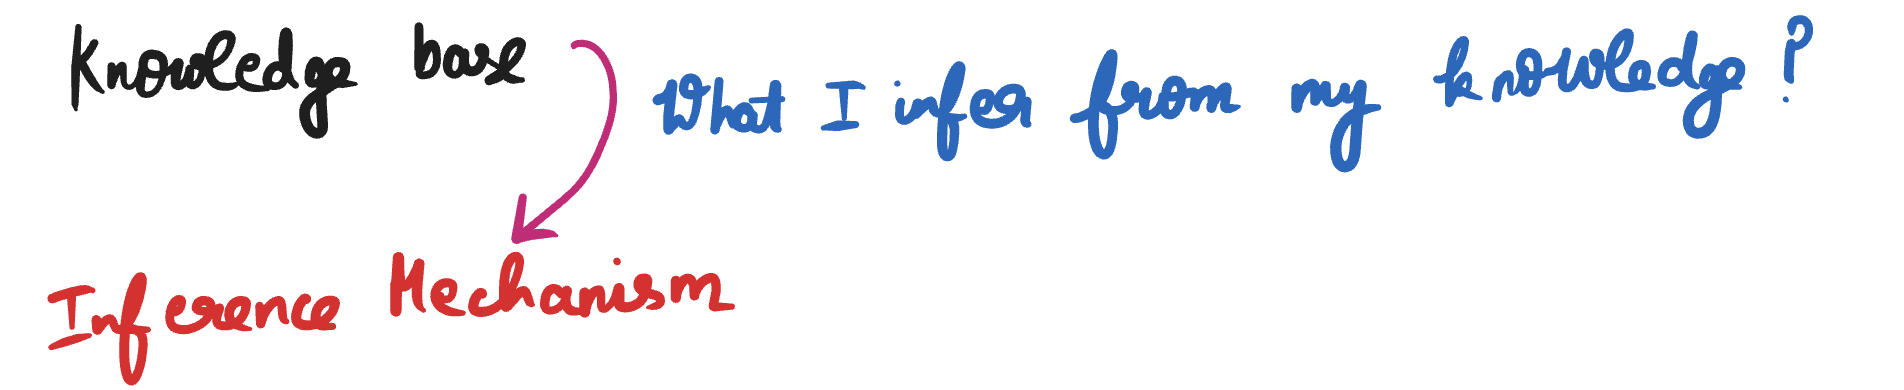 Knowledge base
What I infer from my knowledge?
Inference Mechanism